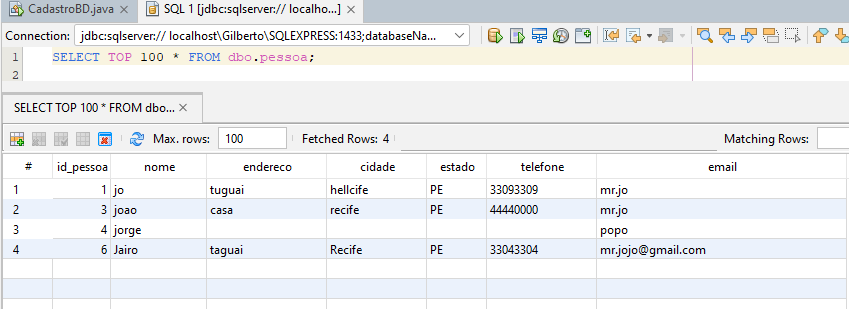 CadastroBD.java SQL 1 [jdbc:sqlserver:// localho...]
Connection: jdbc:sqlserver:// localhost\Gilberto\SQLEXPRESS:1433;databaseNa...
1 SELECT TOP 100 * FROM dbo.pessoa;
2
SELECT TOP 100 * FROM dbo...
Max. rows: 100 Fetched Rows: 4 Matching Rows:
# id_pessoa nome endereco cidade estado telefone email
1 1 jo tuguai hellcife PE 33093309 mr.jo
2 3 joao casa recife PE 44440000 mr.jo
3 4 jorge popo
4 6 Jairo taguai Recife PE 33043304 mr.jojo@gmail.com